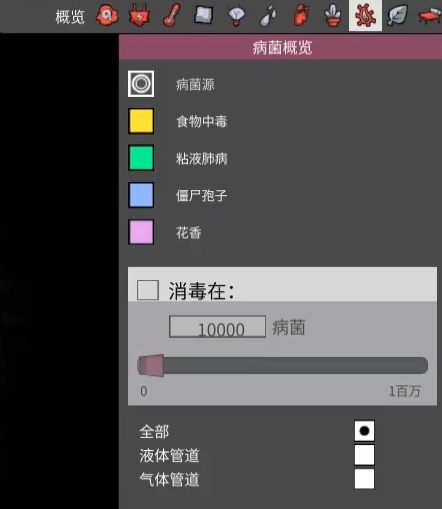 概览
病菌概览
病菌源
食物中毒
粘液肺病
僵尸孢子
花香
消毒在：
10000 病菌
0 1百万
全部
液体管道
气体管道